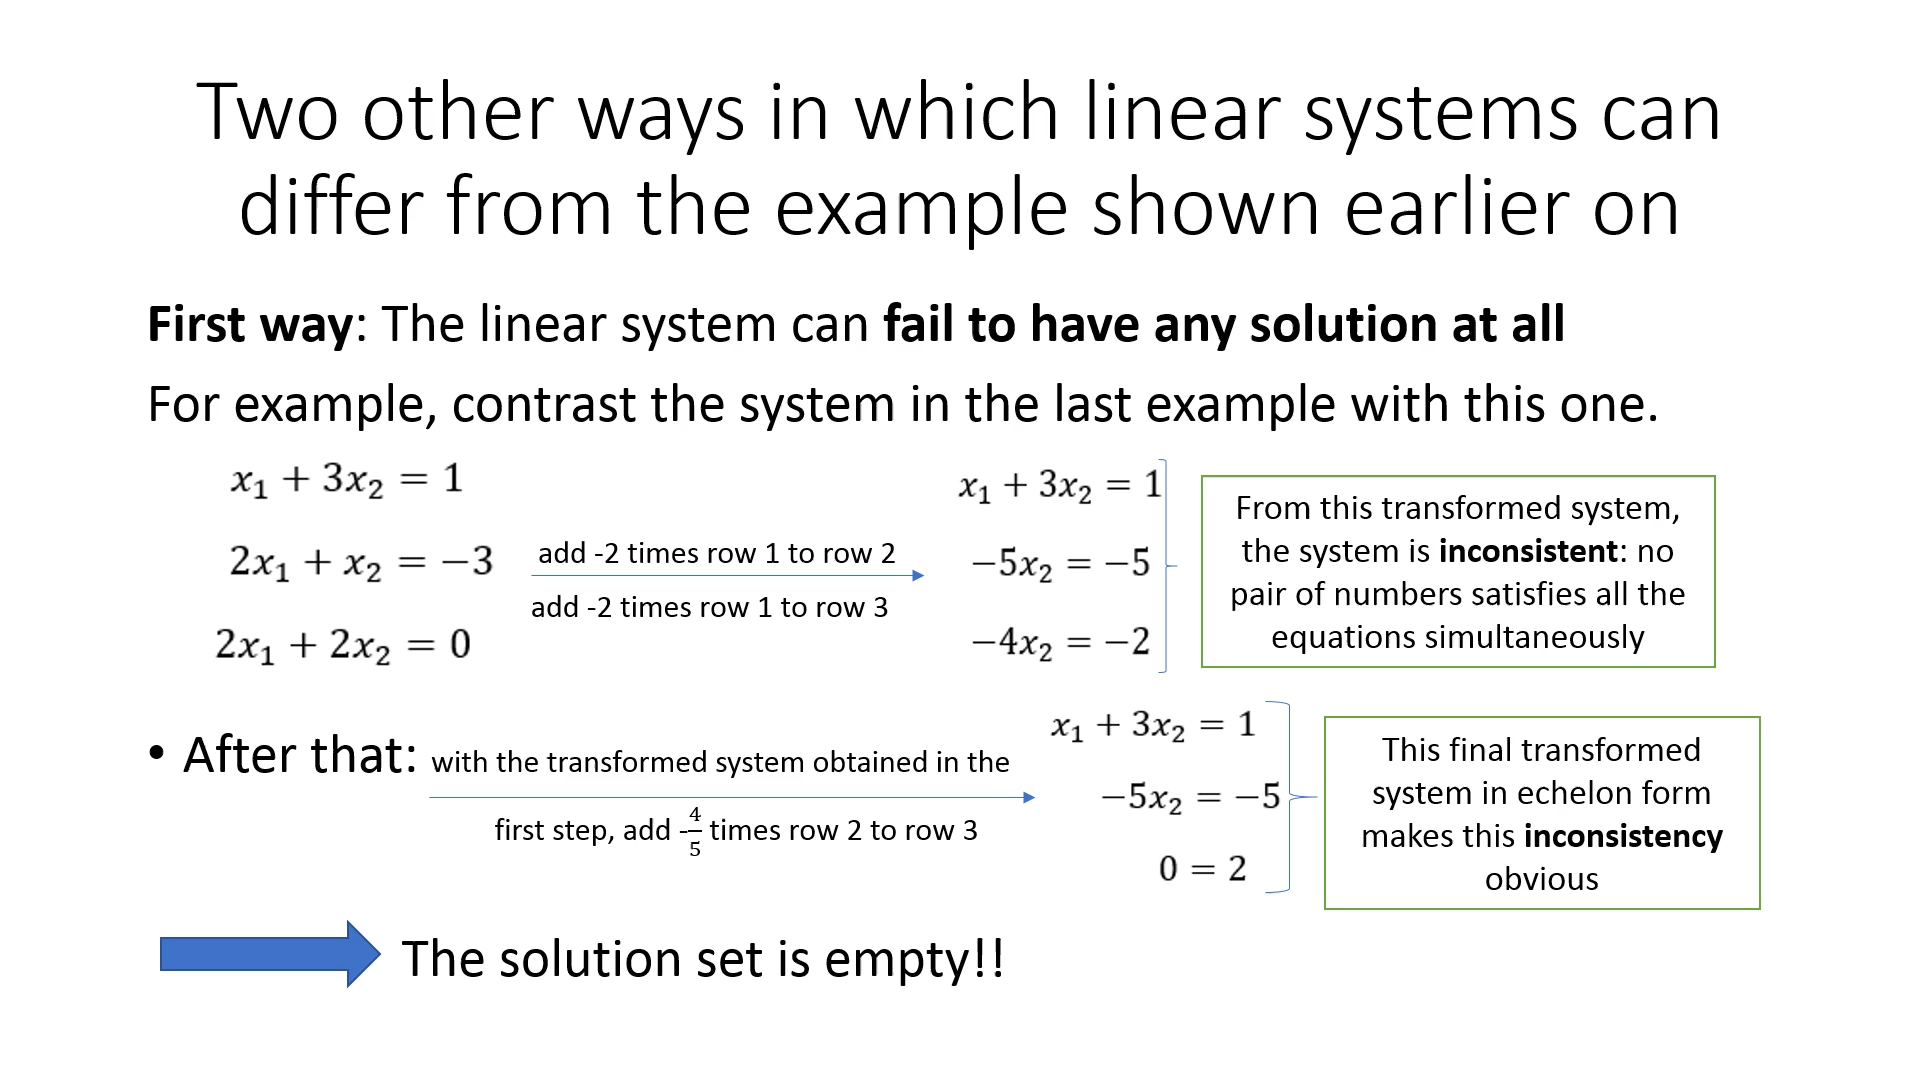 Two other ways in which linear systems can
differ from the example shown earlier on
First way: The linear system can fail to have any solution at all
For example, contrast the system in the last example with this one.
x₁ + 3x₂ = 1
2x₁ + x₂ = −3
2x₁ + 2x₂ = 0
add -2 times row 1 to row 2
add -2 times row 1 to row 3
x₁ + 3x₂ = 1
−5x₂ = −5
−4x₂ = −2
From this transformed system,
the system is inconsistent: no
pair of numbers satisfies all the
equations simultaneously
• After that:
with the transformed system obtained in the
first step, add -4/5 times row 2 to row 3
x₁ + 3x₂ = 1
−5x₂ = −5
0 = 2
This final transformed
system in echelon form
makes this inconsistency
obvious
The solution set is empty!!